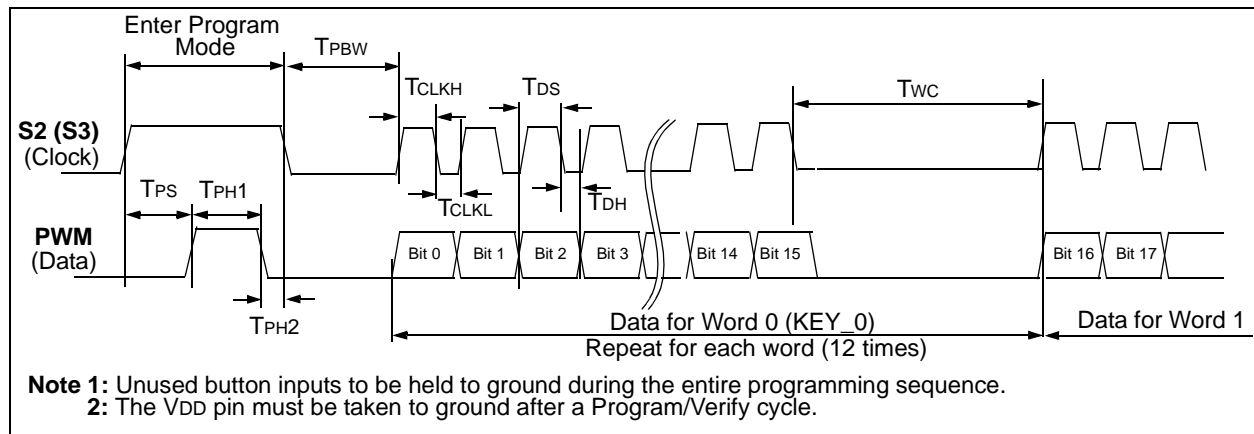 Enter Program
Mode
TPBW
TCLKH
TDS
TWC
S2 (S3)
(Clock)
TPS
TPH1
TCLKL
TDH
PWM
(Data)
Bit 0
Bit 1
Bit 2
Bit 3
Bit 14
Bit 15
Bit 16
Bit 17
TPH2
Data for Word 0 (KEY_0)
Repeat for each word (12 times)
Data for Word 1
Note 1: Unused button inputs to be held to ground during the entire programming sequence.
2: The VDD pin must be taken to ground after a Program/Verify cycle.